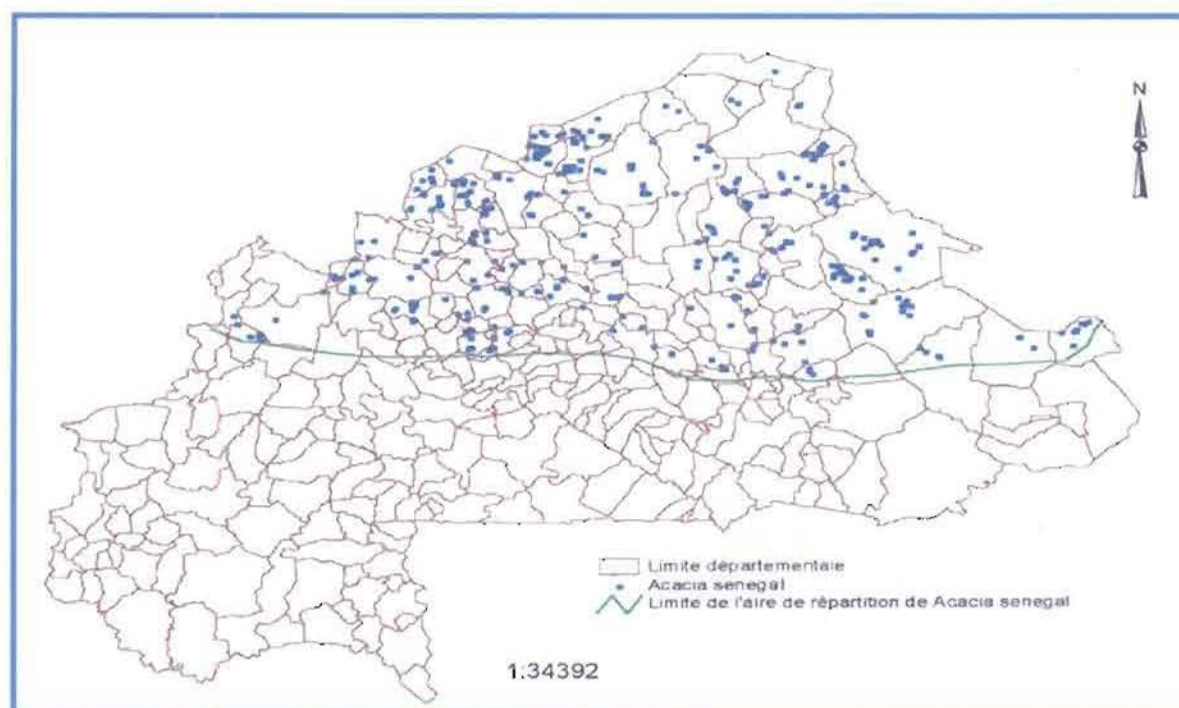 N
Limite départementale
Acacia senegal
Limite de l'aire de répartition de Acacia senegal
1:34392